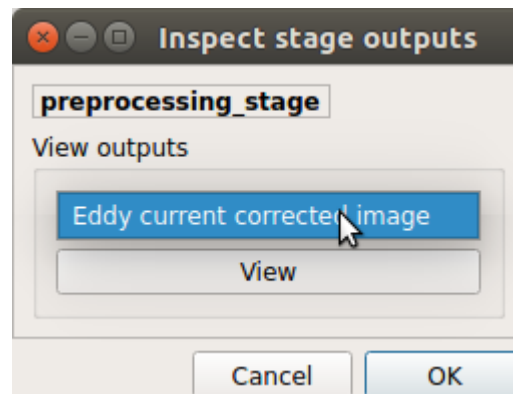 Inspect stage outputs
preprocessing_stage
View outputs
Eddy current corrected image
View
Cancel OK